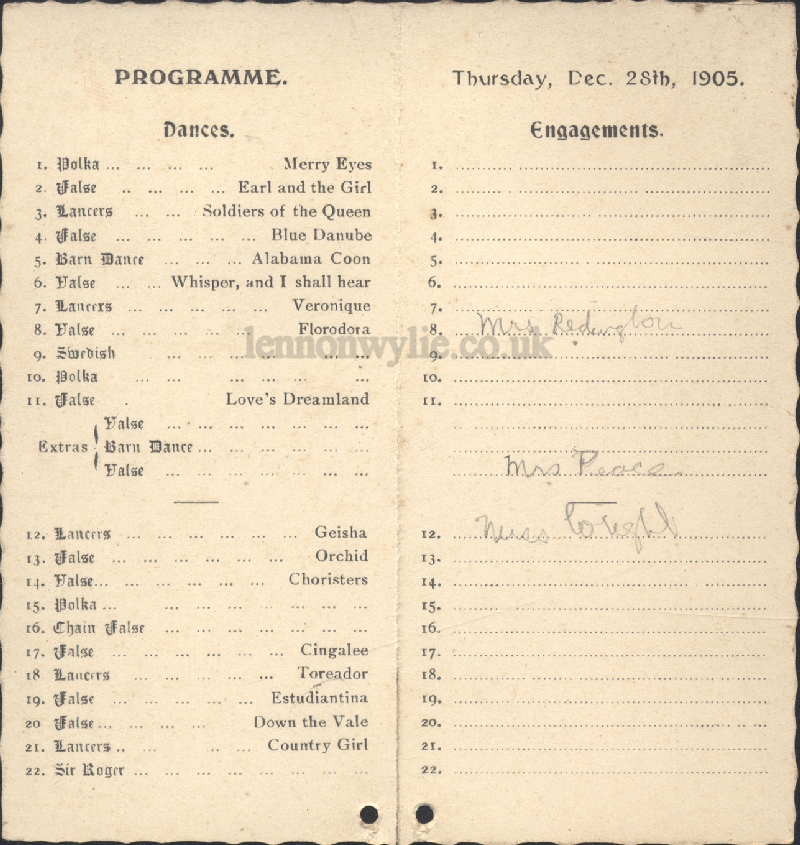 PROGRAMME.
Dances.
1. Polka ... ... ... ... Merry Eyes
2. Valse .. ... ... ... Earl and the Girl
3. Lancers ... ... Soldiers of the Queen
4. Valse ... ... ... ... Blue Danube
5. Barn Dance ... ... ... Alabama Coon
6. Valse ... ... Whisper, and I shall hear
7. Lancers ... ... ... ... ... Veronique
8. Valse ... ... ... ... ... Florodora
9. Swedish ... ... ... ... ... ... ...
10. Polka ... ... ... ... ... ...
11. Valse . Love's Dreamland
Extras
Valse ... ... ... ... ... ... ...
Barn Dance ... ... ... ... ... ...
Valse ... ... ... ... ... ...
12. Lancers ... ... ... ... ... ... Geisha
13. Valse ... ... ... ... ... ... Orchid
14. Valse... ... ... ... ... Choristers
15. Polka ... ... ... ... ... ... ... ...
16. Chain Valse ... ... ... ... ... ... ...
17. Valse ... ... ... ... ... Cingalee
18. Lancers ... ... ... ... ... Toreador
19. Valse ... ... ... ... ... Estudiantina
20 Valse ... ... ... ... Down the Vale
21. Lancers .. .. ... Country Girl
22. Sir Roger ... ... ... ... ... ... ... ...
Thursday, Dec. 28th, 1905.
Engagements.
1.
2.
3.
4.
5.
6.
7.
8. Mrs Redington
9.
10.
11.
Mrs Peace
12. Miss
13.
14.
15.
16.
17.
18.
19.
20.
21.
22.
lennonwylie.co.uk